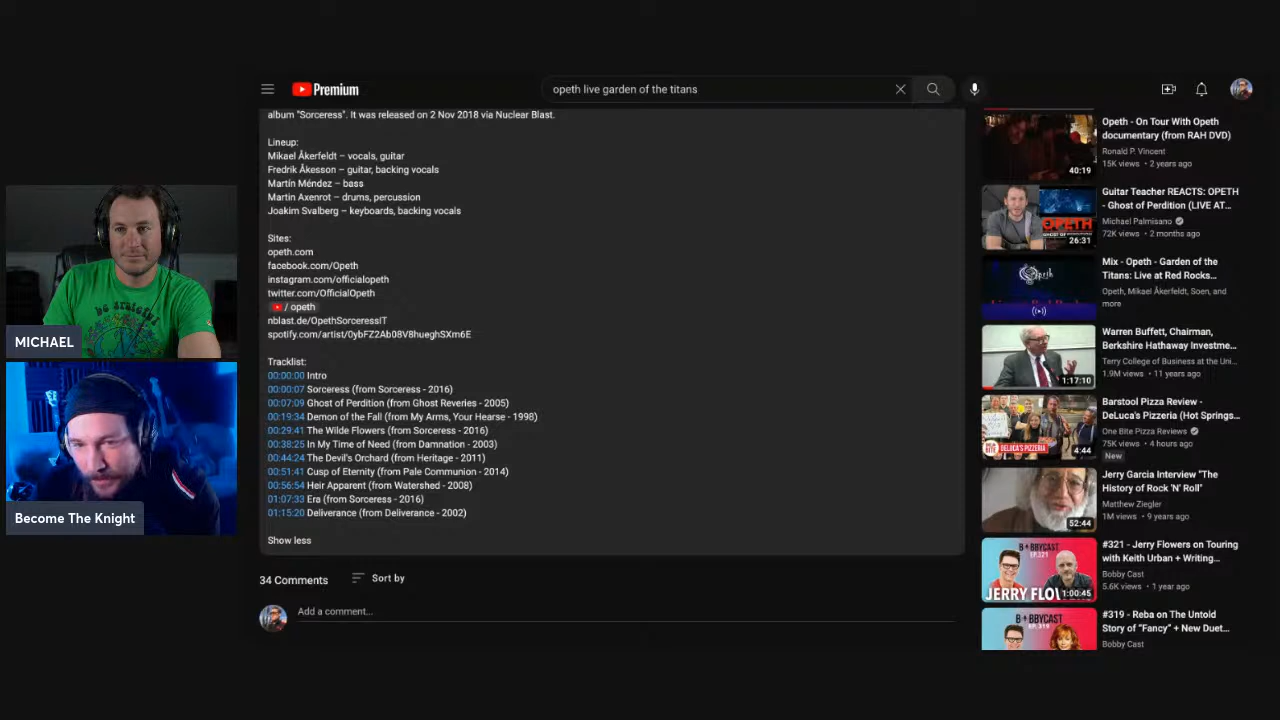 Premium
opeth live garden of the titans
album "Sorceress". It was released on 2 Nov 2018 via Nuclear Blast.
Lineup:
Mikael Åkerfeldt – vocals, guitar
Fredrik Åkesson – guitar, backing vocals
Martín Méndez – bass
Martin Axenrot – drums, percussion
Joakim Svalberg – keyboards, backing vocals
Sites:
opeth.com
facebook.com/Opeth
instagram.com/officialopeth
twitter.com/OfficialOpeth
/ opeth
nblast.de/OpethSorceressIT
spotify.com/artist/0ybFZ2Ab08V8hueghSXm6E
Tracklist:
00:00:00 Intro
00:00:07 Sorceress (from Sorceress - 2016)
00:07:09 Ghost of Perdition (from Ghost Reveries - 2005)
00:19:34 Demon of the Fall (from My Arms, Your Hearse - 1998)
00:29:41 The Wilde Flowers (from Sorceress - 2016)
00:38:25 In My Time of Need (from Damnation - 2003)
00:44:24 The Devil's Orchard (from Heritage - 2011)
00:51:41 Cusp of Eternity (from Pale Communion - 2014)
00:56:54 Heir Apparent (from Watershed - 2008)
01:07:33 Era (from Sorceress - 2016)
01:15:20 Deliverance (from Deliverance - 2002)
Show less
34 Comments
Sort by
Add a comment...
MICHAEL
Become The Knight
be grateful
40:19
Opeth - On Tour With Opeth
documentary (from RAH DVD)
Ronald P. Vincent
15K views • 2 years ago
OPETH
26:31
Guitar Teacher REACTS: OPETH
- Ghost of Perdition (LIVE AT...
Michael Palmisano
72K views • 2 months ago
Opeth
Mix - Opeth - Garden of the
Titans: Live at Red Rocks...
Opeth, Mikael Åkerfeldt, Soen, and
more
1:17:10
Warren Buffett, Chairman,
Berkshire Hathaway Investme...
Terry College of Business at the Uni...
1.9M views • 11 years ago
4:44
Barstool Pizza Review -
DeLuca's Pizzeria (Hot Springs...
One Bite Pizza Reviews
75K views • 4 hours ago
New
52:44
Jerry Garcia Interview "The
History of Rock 'N' Roll"
Matthew Ziegler
1M views • 9 years ago
BOBBYCAST
EP.321
JERRY FLO
1:00:45
#321 - Jerry Flowers on Touring
with Keith Urban + Writing...
Bobby Cast
5.6K views • 1 year ago
BOBBYCAST
EP.319
#319 - Reba on The Untold
Story of "Fancy" + New Duet...
Bobby Cast